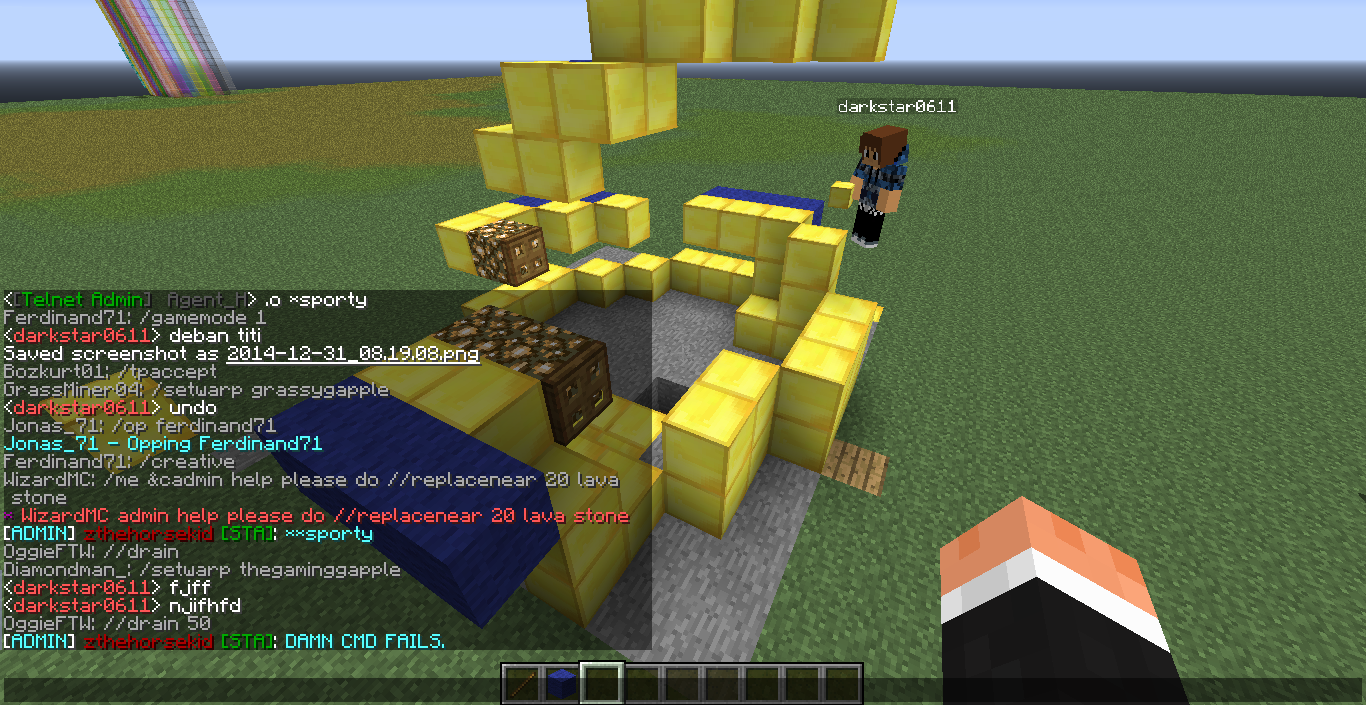 darkstar0611
<[Telnet Admin] Agent_H> .o *sporty
Ferdinand71: /gamemode 1
<darkstar0611> deban titi
Saved screenshot as 2014-12-31_08.19.08.png
Bozkurt01: /tpaccept
GrassMiner04: /setwarp grassygapple
<darkstar0611> undo
Jonas_71: /op ferdinand71
Jonas_71 - Opping Ferdinand71
Ferdinand71: /creative
WizardMC: /me &cadmin help please do //replacenear 20 lava
stone
* WizardMC admin help please do //replacenear 20 lava stone
[ADMIN] zthehorsekid [STA]: **sporty
OggieFTW: //drain
Diamondman_: /setwarp thegaminggapple
<darkstar0611> fjff
<darkstar0611> njifhfd
OggieFTW: //drain 50
[ADMIN] zthehorsekid [STA]: DAMN CMD FAILS.